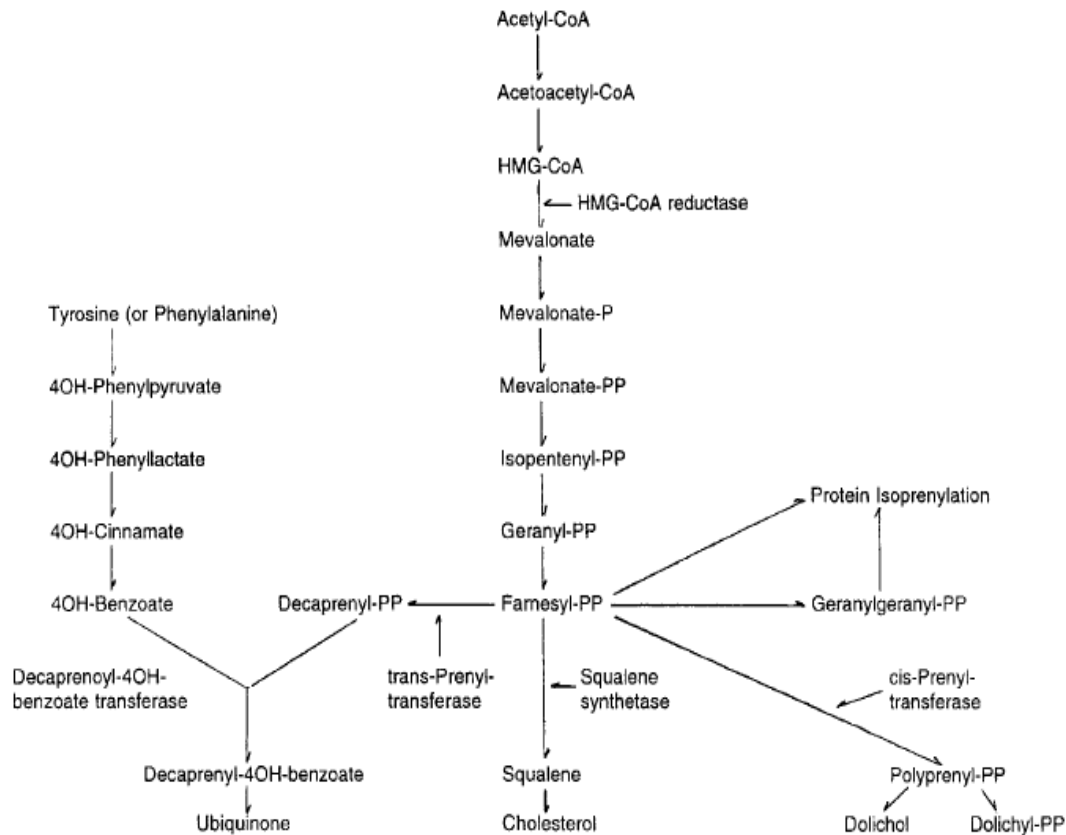 Acetyl-CoA
Acetoacetyl-CoA
HMG-CoA
HMG-CoA reductase
Mevalonate
Tyrosine (or Phenylalanine)
Mevalonate-P
4OH-Phenylpyruvate
Mevalonate-PP
4OH-Phenyllactate
Isopentenyl-PP
Protein Isoprenylation
4OH-Cinnamate
Geranyl-PP
4OH-Benzoate
Decaprenyl-PP
Farnesyl-PP
Geranylgeranyl-PP
Decaprenoyl-4OH-
benzoate transferase
trans-Prenyl-
transferase
Squalene
synthetase
cis-Prenyl-
transferase
Decaprenyl-4OH-benzoate
Squalene
Polyprenyl-PP
Ubiquinone
Cholesterol
Dolichol
Dolichyl-PP